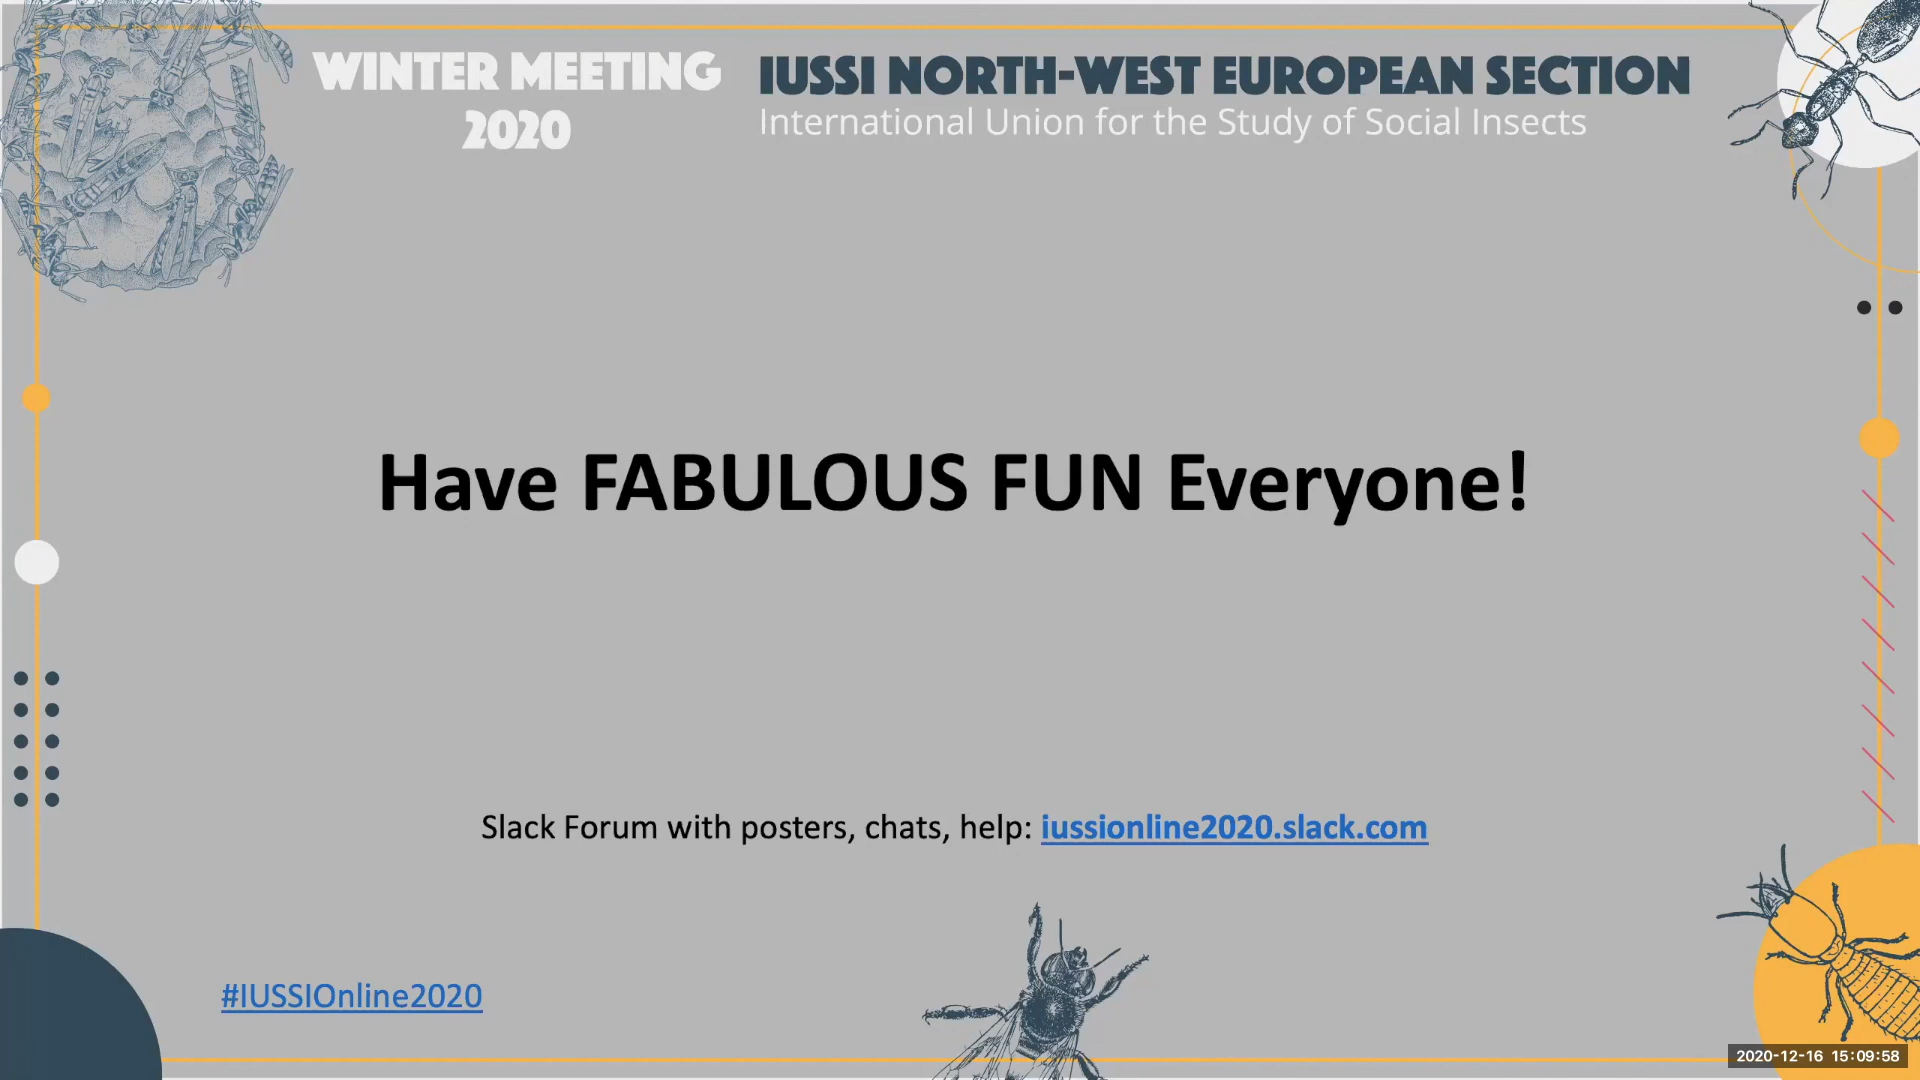 WINTER MEETING
2020
IUSSI NORTH-WEST EUROPEAN SECTION
International Union for the Study of Social Insects
Have FABULOUS FUN Everyone!
Slack Forum with posters, chats, help: iussionline2020.slack.com
#IUSSIOnline2020
2020-12-16 15:09:58